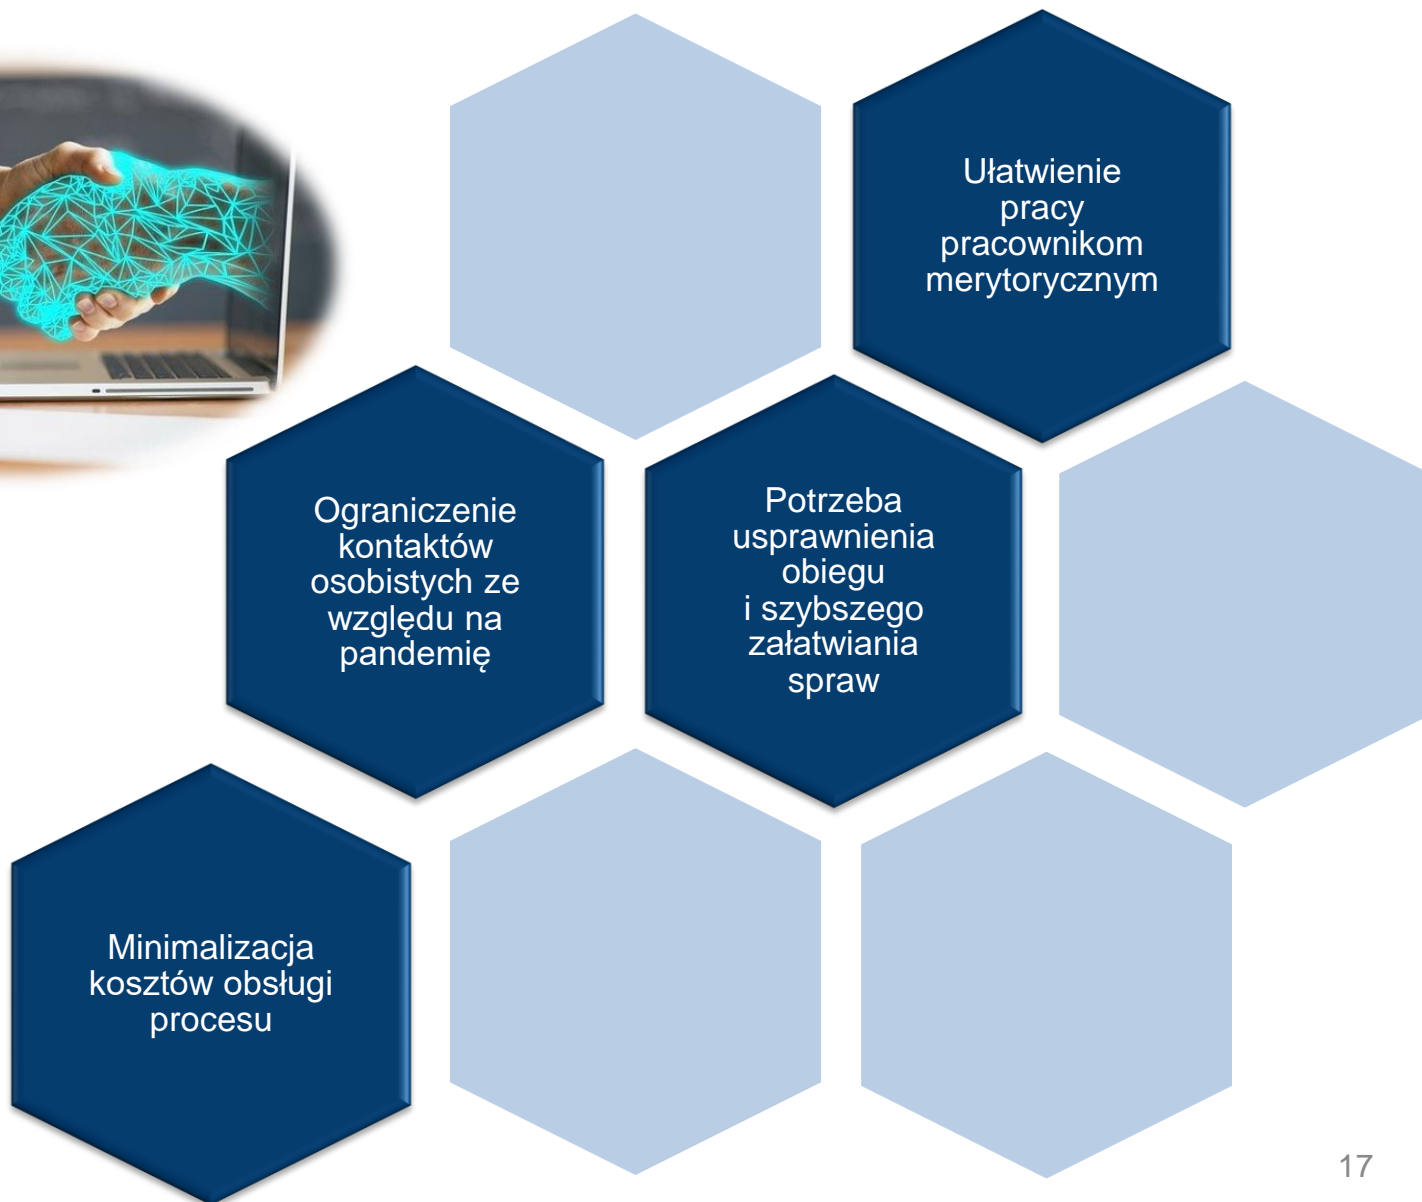 Ułatwienie
pracy
pracownikom
merytorycznym
Ograniczenie
kontaktów
osobistych ze
względu na
pandemię
Potrzeba
usprawnienia
obiegu
i szybszego
załatwiania
spraw
Minimalizacja
kosztów obsługi
procesu
17